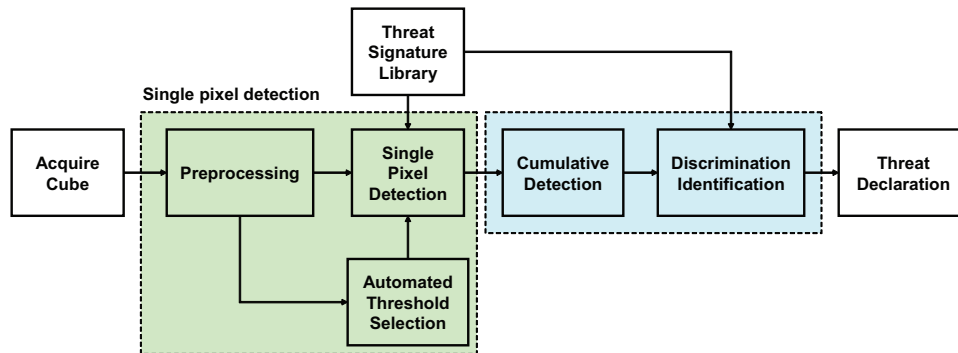 Threat
Signature
Library
Single pixel detection
Acquire
Cube
Preprocessing
Single
Pixel
Detection
Cumulative
Detection
Discrimination
Identification
Threat
Declaration
Automated
Threshold
Selection